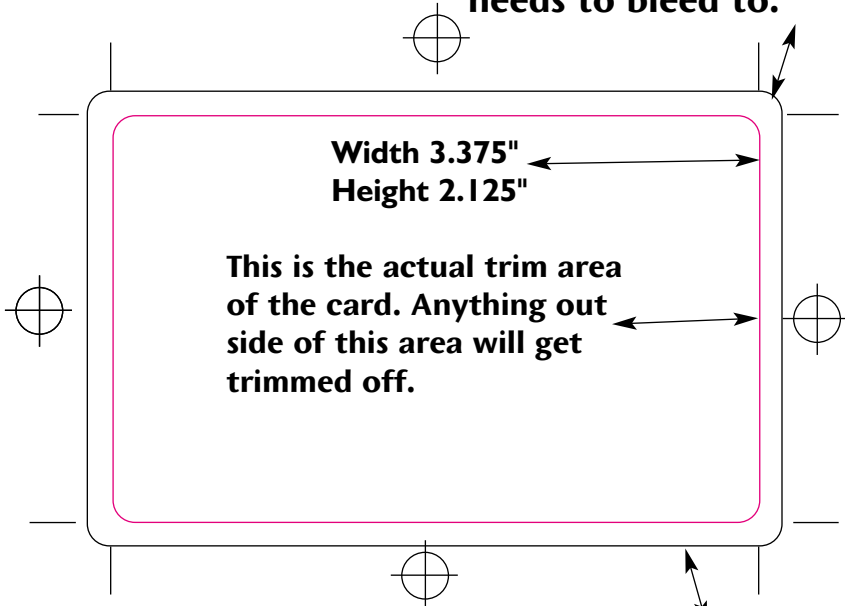 needs to bleed to.
Width 3.375"
Height 2.125"
This is the actual trim area
of the card. Anything out
side of this area will get
trimmed off.